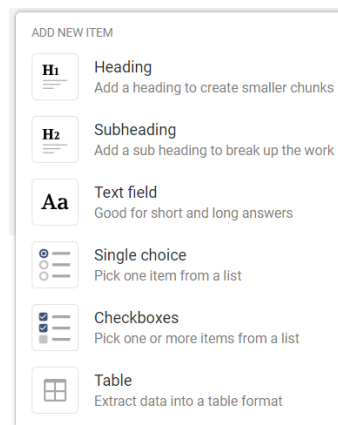 ADD NEW ITEM
H1
Heading
Add a heading to create smaller chunks
H2
Subheading
Add a sub heading to break up the work
Aa
Text field
Good for short and long answers
Single choice
Pick one item from a list
Checkboxes
Pick one or more items from a list
Table
Extract data into a table format